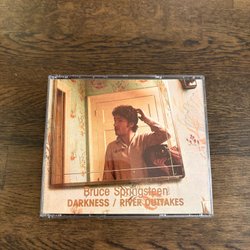 Bruce Springsteen
DARKNESS / RIVER OUTTAKES